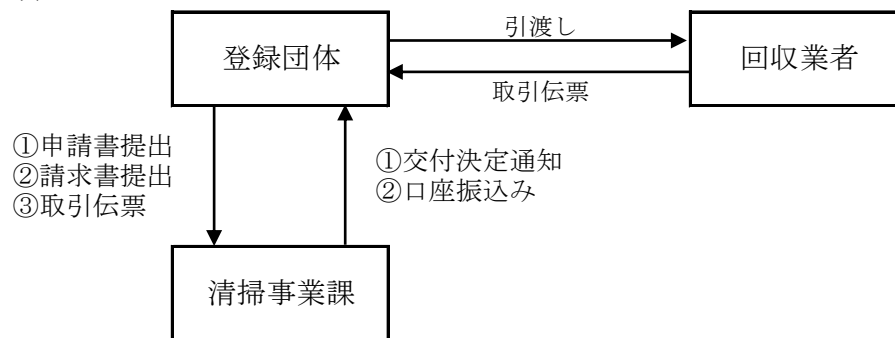 引渡し
登録団体
回収業者
取引伝票
①申請書提出
②請求書提出
③取引伝票
①交付決定通知
②口座振込み
清掃事業課